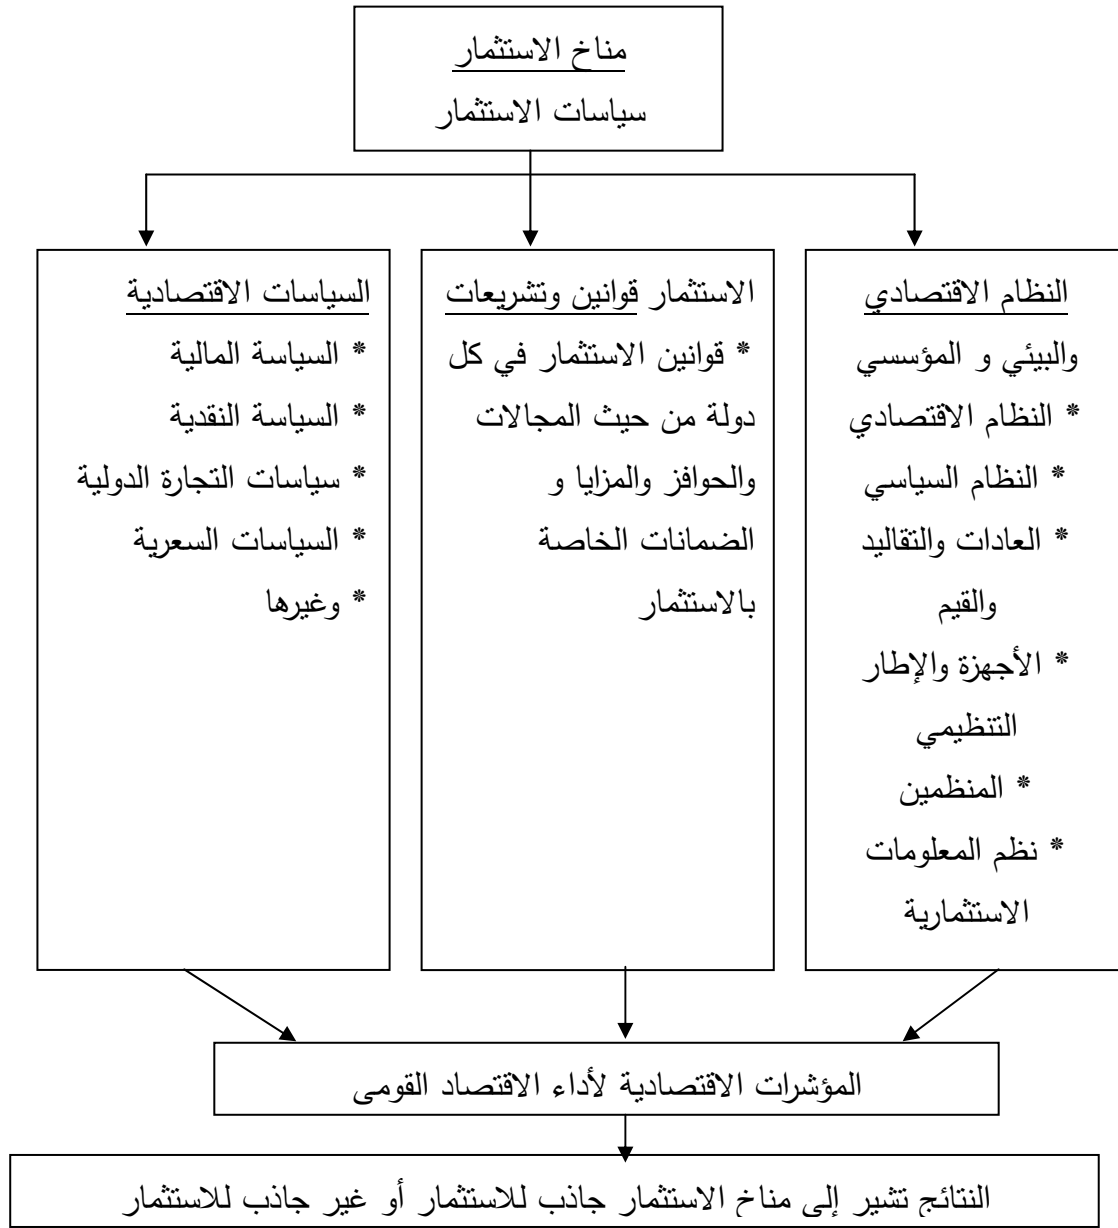 مناخ الاستثمار
سياسات الاستثمار
النظام الاقتصادي
والبيئي و المؤسسي
* النظام الاقتصادي
* النظام السياسي
* العادات والتقاليد
والقيم
* الأجهزة والإطار
التنظيمي
* المنظمين
* نظم المعلومات
الاستثمارية
الاستثمار قوانين وتشريعات
* قوانين الاستثمار في كل
دولة من حيث المجالات
والحوافز والمزايا و
الضمانات الخاصة
بالاستثمار
السياسات الاقتصادية
* السياسة المالية
* السياسة النقدية
* سياسات التجارة الدولية
* السياسات السعرية
* وغيرها
المؤشرات الاقتصادية لأداء الاقتصاد القومى
النتائج تشير إلى مناخ الاستثمار جاذب للاستثمار أو غير جاذب للاستثمار